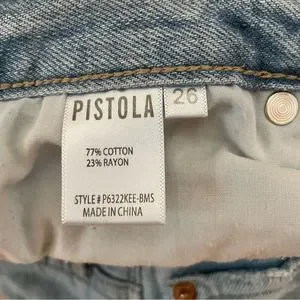 PISTOLA 26
77% COTTON
23% RAYON
STYLE # P6322KEE-BMS
MADE IN CHINA